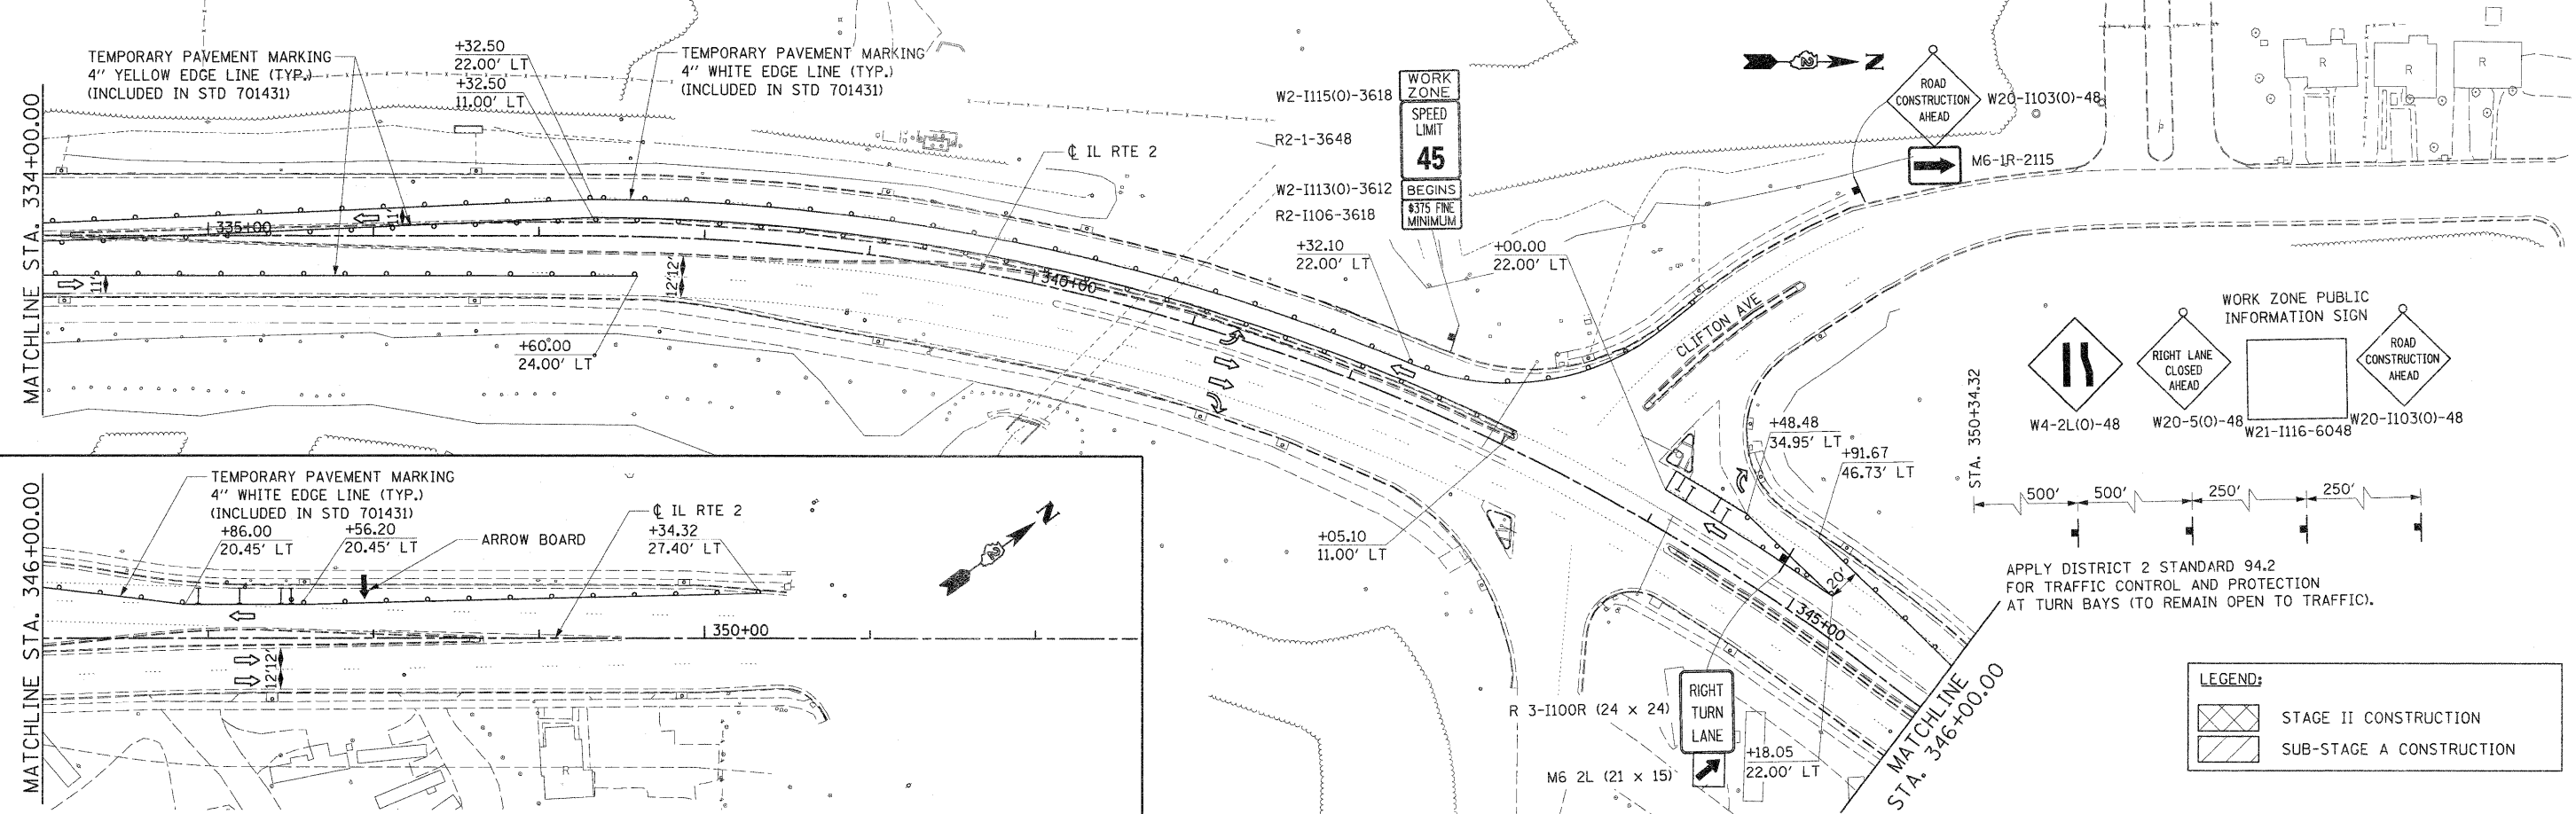 TEMPORARY PAVEMENT MARKING
4" YELLOW EDGE LINE (TYP.)
(INCLUDED IN STD 701431)
+32.50
22.00' LT
+32.50
11.00' LT
TEMPORARY PAVEMENT MARKING
4" WHITE EDGE LINE (TYP.)
(INCLUDED IN STD 701431)
MATCHLINE STA. 334+00.00
335+00
11'
11'
12'12'
+60.00
24.00' LT
℄ IL RTE 2
340+00
W2-I115(O)-3618
R2-1-3648
W2-I113(O)-3612
R2-I106-3618
WORK
ZONE
SPEED
LIMIT
45
BEGINS
$375 FINE
MINIMUM
+32.10
22.00' LT
+00.00
22.00' LT
2
N
ROAD
CONSTRUCTION
AHEAD
W20-I103(O)-48
M6-1R-2115
R
R
R
CLIFTON AVE
+48.48
34.95' LT
+91.67
46.73' LT
+05.10
11.00' LT
20'
345+00
R 3-I100R (24 x 24)
RIGHT
TURN
LANE
M6 2L (21 x 15)
+18.05
22.00' LT
MATCHLINE
STA. 346+00.00
STA. 350+34.32
WORK ZONE PUBLIC
INFORMATION SIGN
RIGHT LANE
CLOSED
AHEAD
ROAD
CONSTRUCTION
AHEAD
W4-2L(O)-48
W20-5(O)-48
W21-I116-6048
W20-I103(O)-48
500'
500'
250'
250'
APPLY DISTRICT 2 STANDARD 94.2
FOR TRAFFIC CONTROL AND PROTECTION
AT TURN BAYS (TO REMAIN OPEN TO TRAFFIC).
LEGEND:
STAGE II CONSTRUCTION
SUB-STAGE A CONSTRUCTION
MATCHLINE STA. 346+00.00
TEMPORARY PAVEMENT MARKING
4" WHITE EDGE LINE (TYP.)
(INCLUDED IN STD 701431)
+86.00
20.45' LT
+56.20
20.45' LT
ARROW BOARD
℄ IL RTE 2
+34.32
27.40' LT
2
N
350+00
12'12'
R